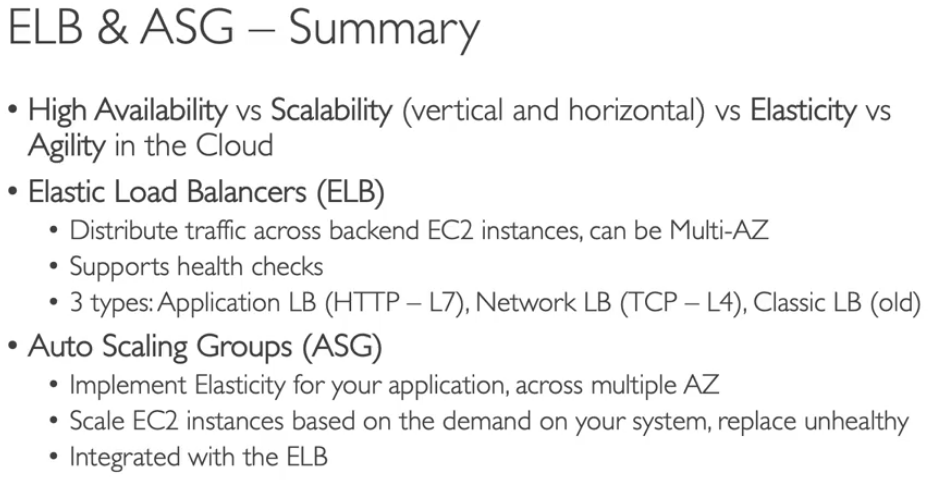 ELB & ASG – Summary
• High Availability vs Scalability (vertical and horizontal) vs Elasticity vs
Agility in the Cloud
• Elastic Load Balancers (ELB)
• Distribute traffic across backend EC2 instances, can be Multi-AZ
• Supports health checks
• 3 types: Application LB (HTTP – L7), Network LB (TCP – L4), Classic LB (old)
• Auto Scaling Groups (ASG)
• Implement Elasticity for your application, across multiple AZ
• Scale EC2 instances based on the demand on your system, replace unhealthy
• Integrated with the ELB